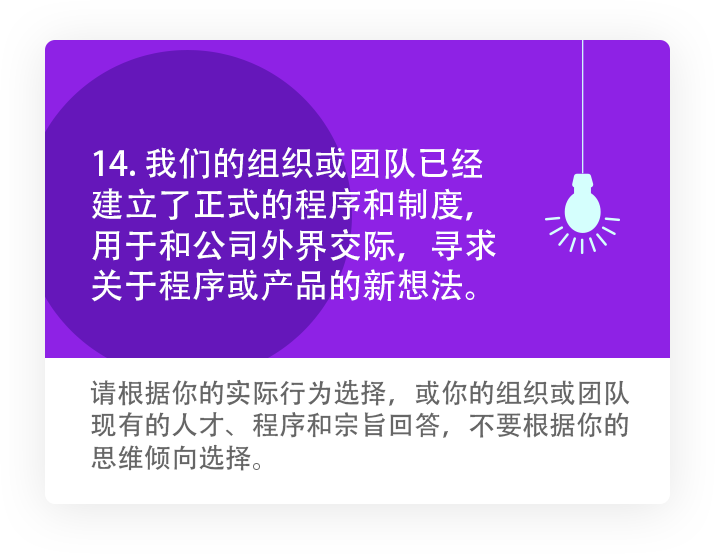 14. 我们的组织或团队已经
建立了正式的程序和制度，
用于和公司外界交际，寻求
关于程序或产品的新想法。
请根据你的实际行为选择，或你的组织或团队
现有的人才、程序和宗旨回答，不要根据你的
思维倾向选择。